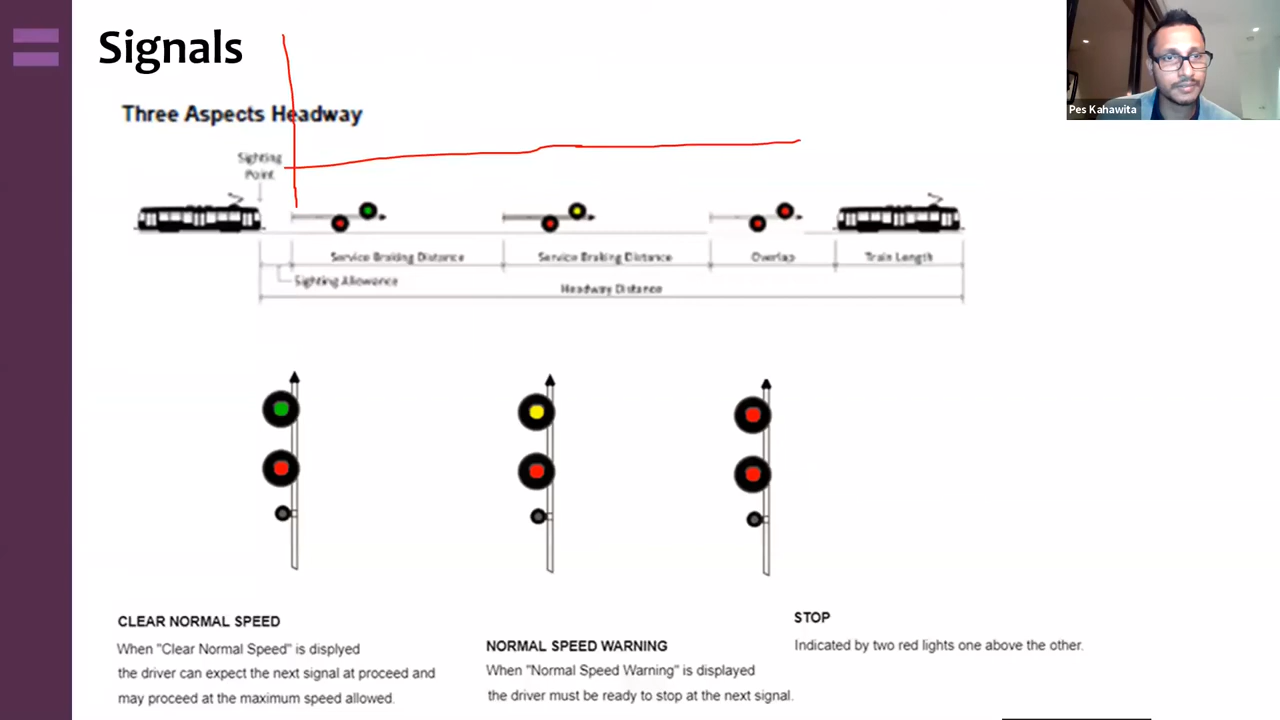 Signals
Pes Kahawita
Three Aspects Headway
Sighting
Point
Service Braking Distance
Service Braking Distance
Overlap
Train Length
Sighting Allowance
Headway Distance
CLEAR NORMAL SPEED
When "Clear Normal Speed" is displyed
the driver can expect the next signal at proceed and
may proceed at the maximum speed allowed.
NORMAL SPEED WARNING
When "Normal Speed Warning" is displayed
the driver must be ready to stop at the next signal.
STOP
Indicated by two red lights one above the other.